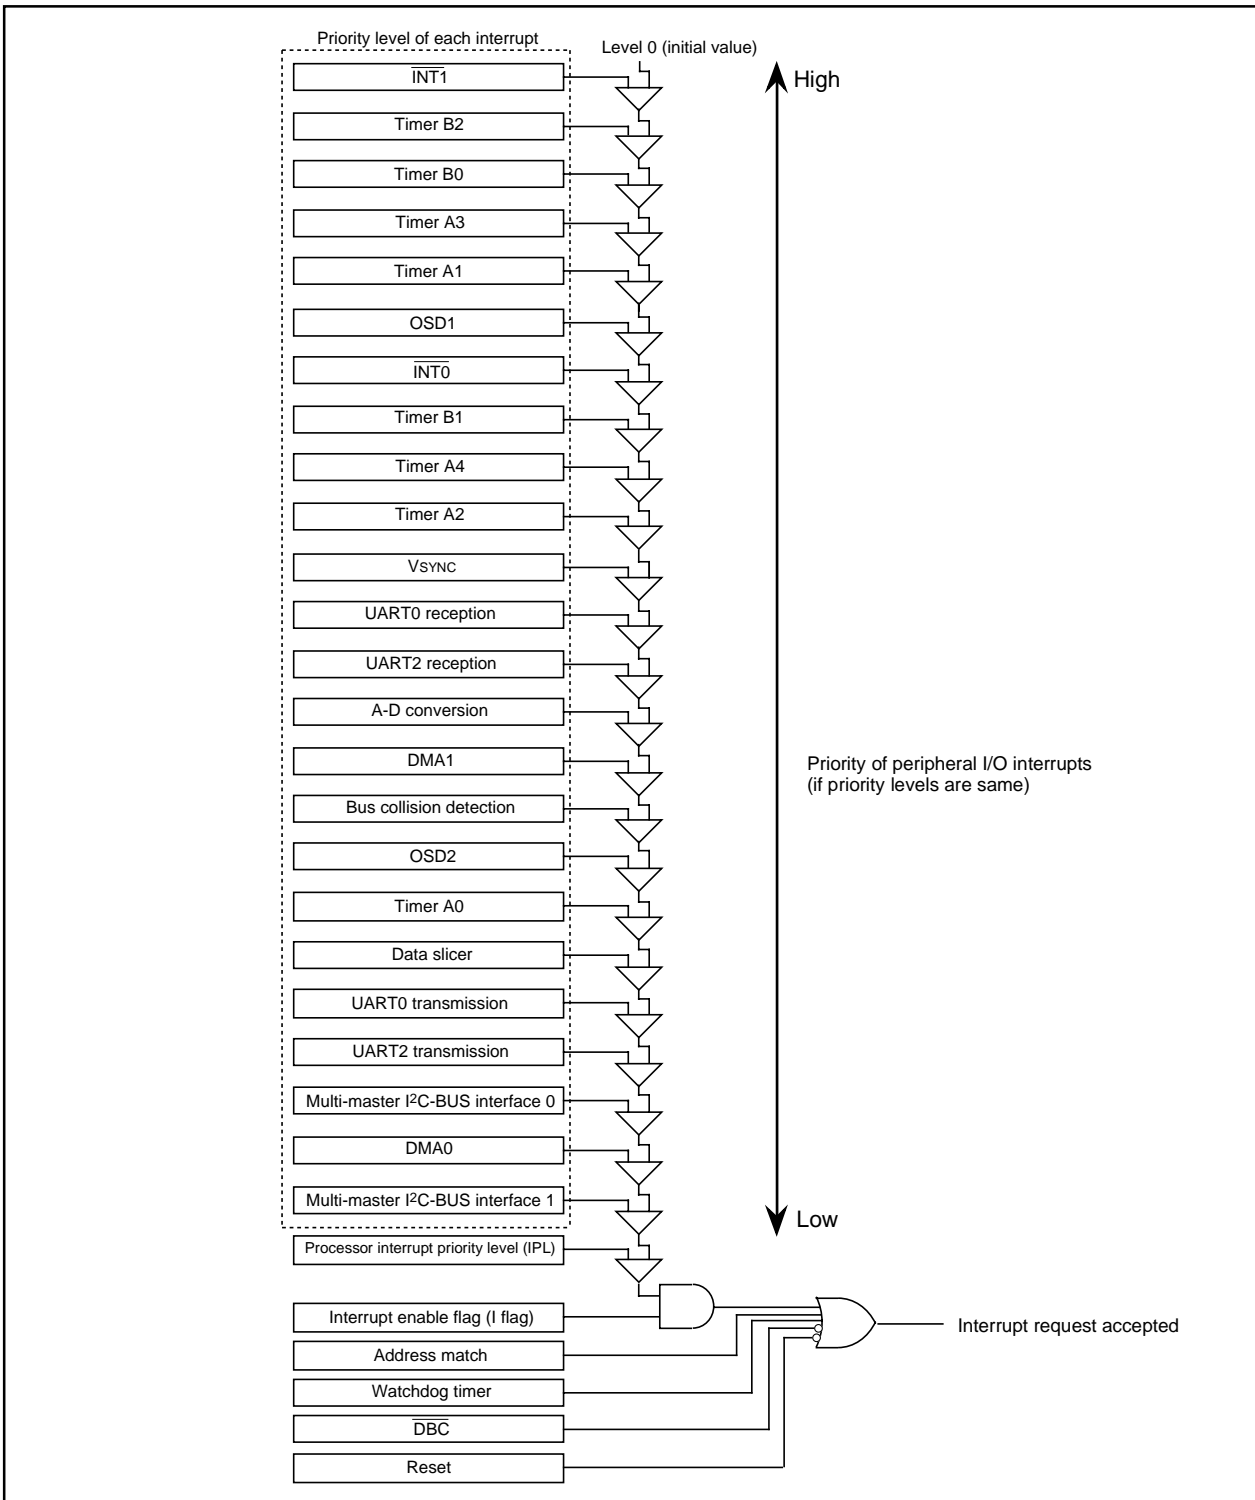 Priority level of each interrupt
Level 0 (initial value)
High
I̅N̅T̅1
Timer B2
Timer B0
Timer A3
Timer A1
OSD1
I̅N̅T̅0̅
Timer B1
Timer A4
Timer A2
VSYNC
UART0 reception
UART2 reception
A-D conversion
DMA1
Priority of peripheral I/O interrupts
(if priority levels are same)
Bus collision detection
OSD2
Timer A0
Data slicer
UART0 transmission
UART2 transmission
Multi-master I²C-BUS interface 0
DMA0
Multi-master I²C-BUS interface 1
Low
Processor interrupt priority level (IPL)
Interrupt enable flag (I flag)
Interrupt request accepted
Address match
Watchdog timer
D̅B̅C̅
Reset